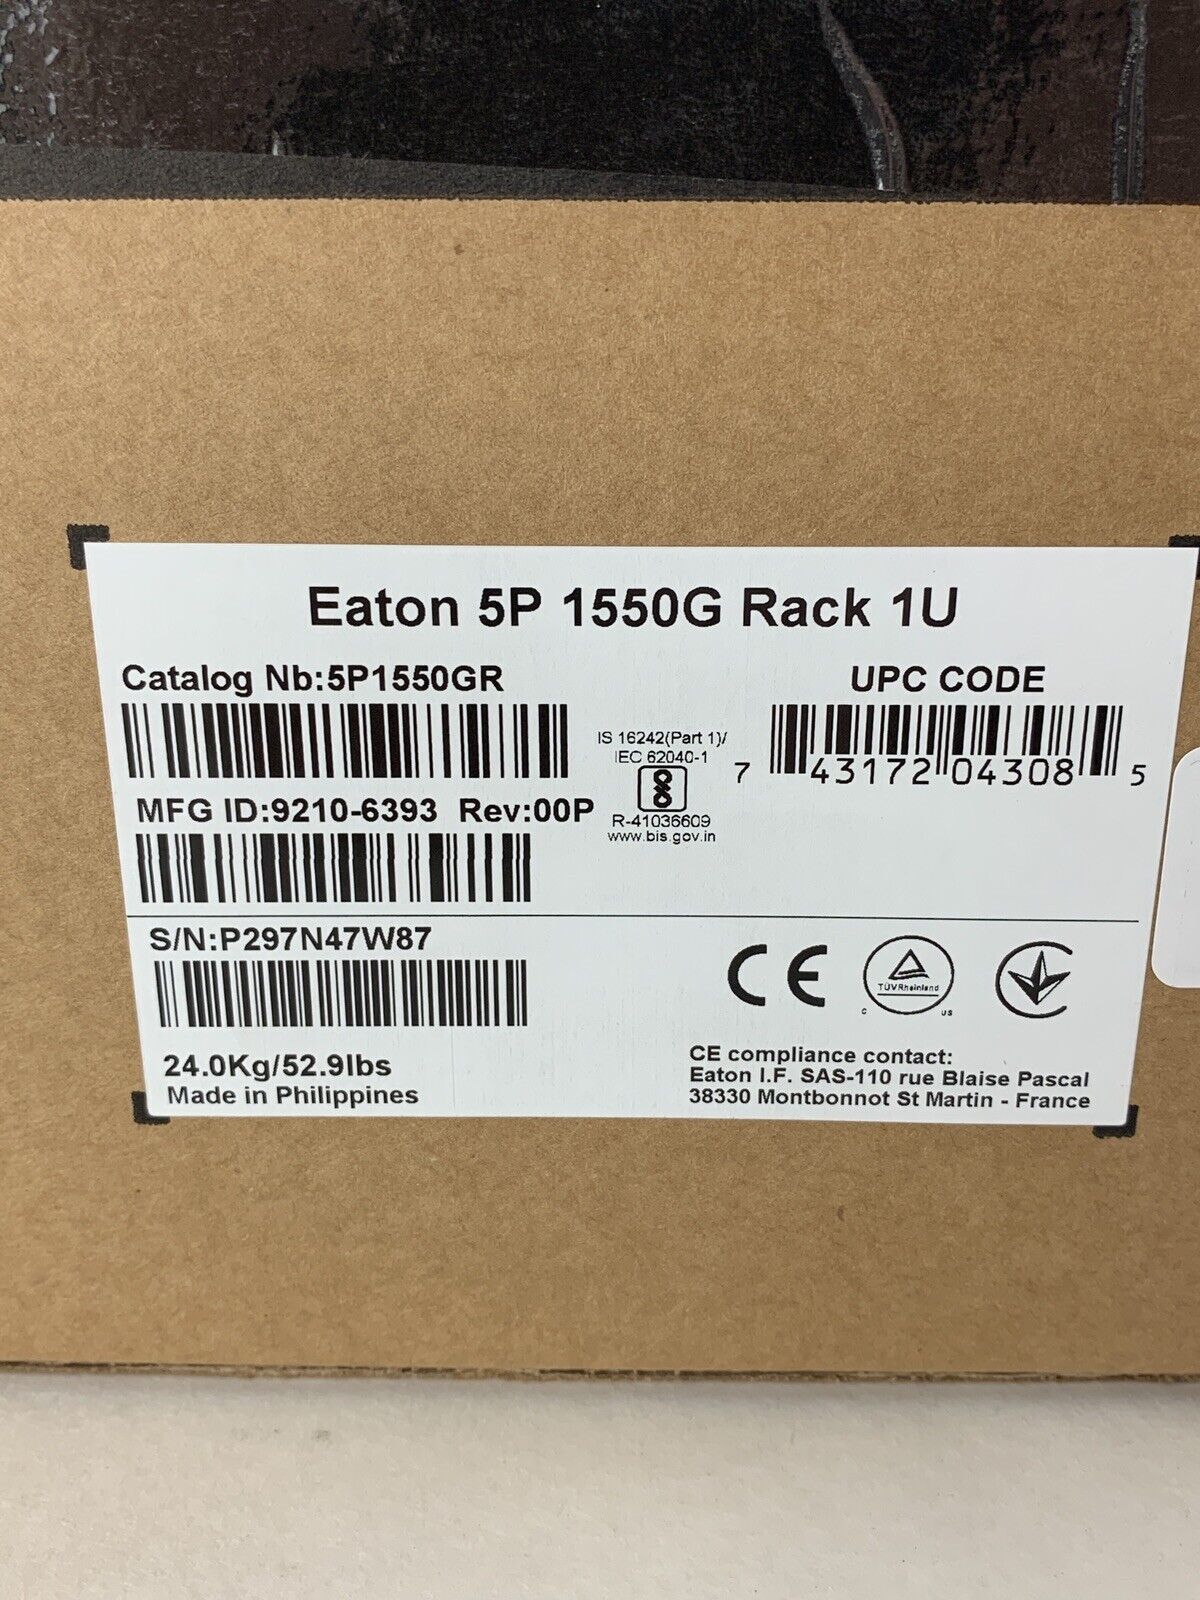 Eaton 5P 1550G Rack 1U
Catalog Nb:5P1550GR
UPC CODE
IS 16242(Part 1)/
IEC 62040-1
7 43172 04308 5
MFG ID:9210-6393 Rev:00P
R-41036609
www.bis.gov.in
S/N:P297N47W87
CE
TÜVRheinland
C US
24.0Kg/52.9lbs
Made in Philippines
CE compliance contact:
Eaton I.F. SAS-110 rue Blaise Pascal
38330 Montbonnot St Martin - France